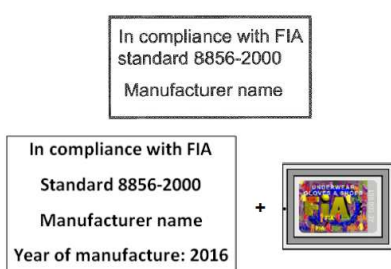 In compliance with FIA
standard 8856-2000
Manufacturer name
In compliance with FIA
Standard 8856-2000
Manufacturer name
Year of manufacture: 2016
+
UNDERWEAR
GLOVES & SHOES
FIA